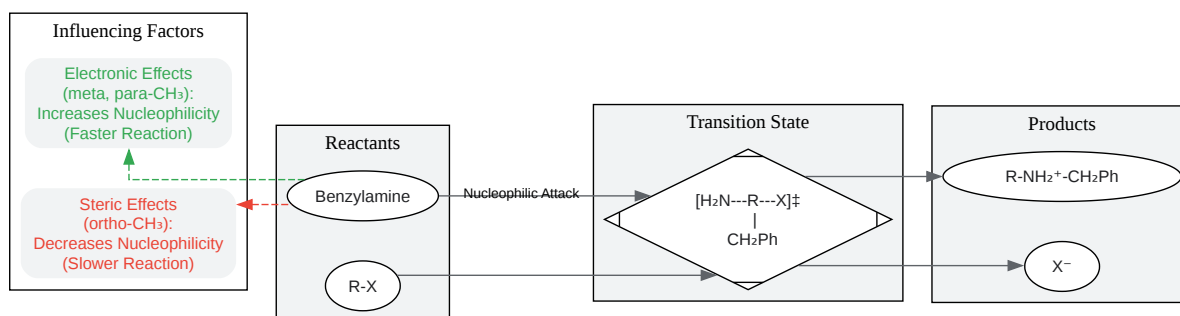 Influencing Factors
Electronic Effects
(meta, para-CH₃):
Increases Nucleophilicity
(Faster Reaction)
Steric Effects
(ortho-CH₃):
Decreases Nucleophilicity
(Slower Reaction)
Reactants
Benzylamine
R-X
Nucleophilic Attack
Transition State
[H₂N---R---X]‡
|
CH₂Ph
Products
R-NH₂⁺-CH₂Ph
X⁻